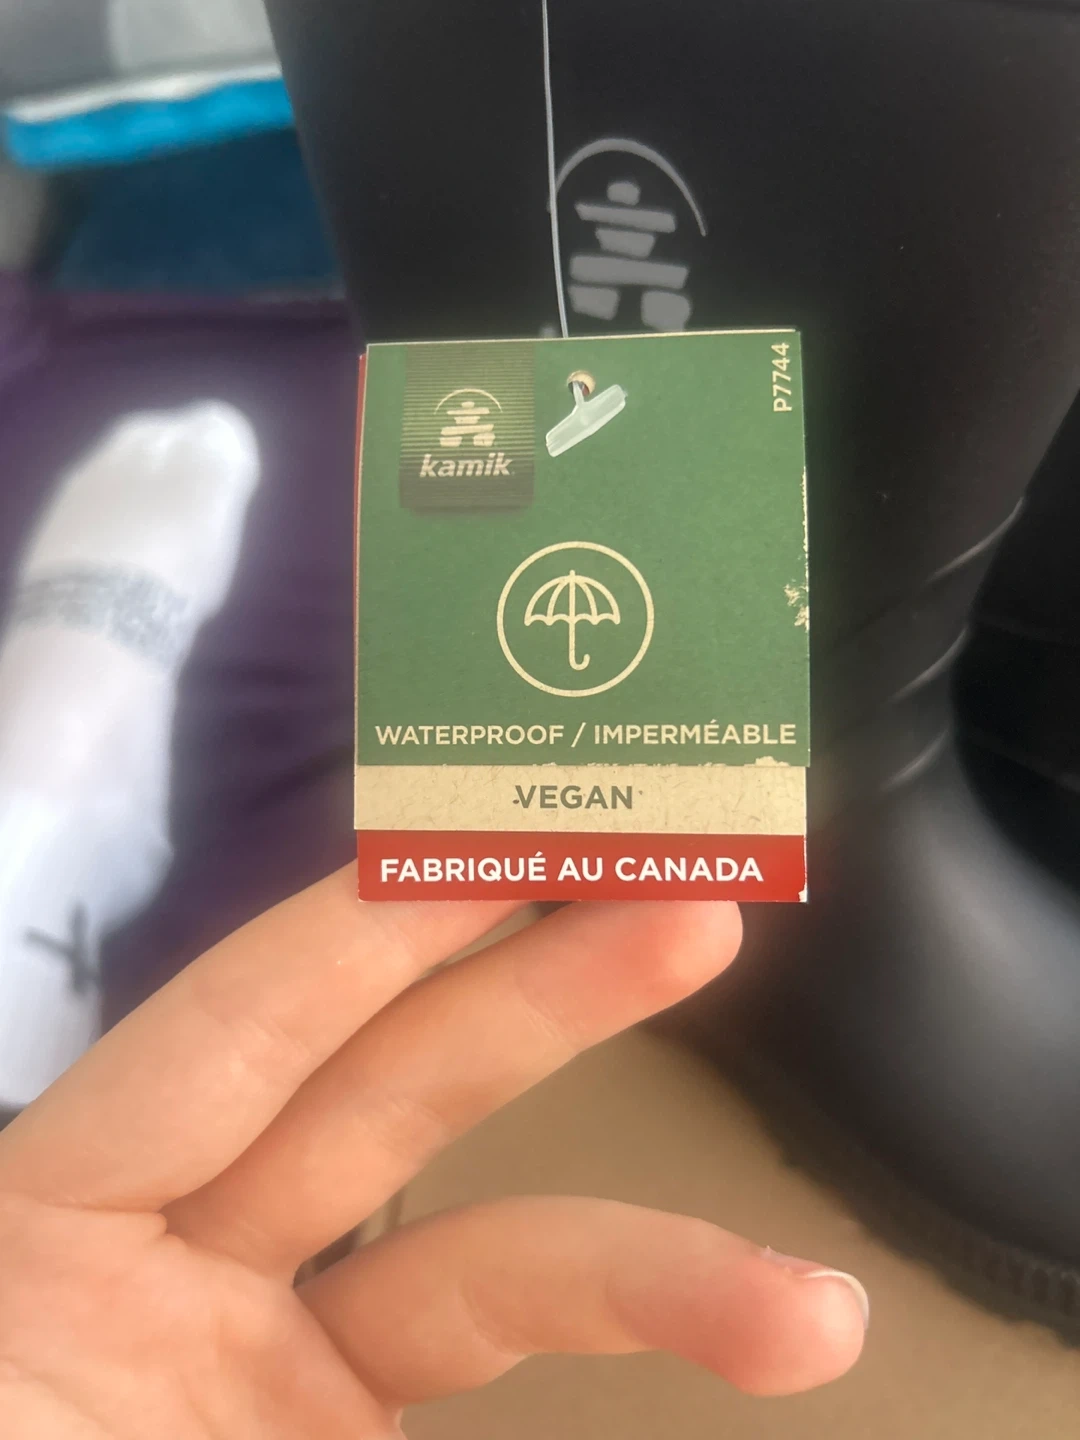 P7744
kamik
WATERPROOF / IMPERMÉABLE
VEGAN
FABRIQUÉ AU CANADA